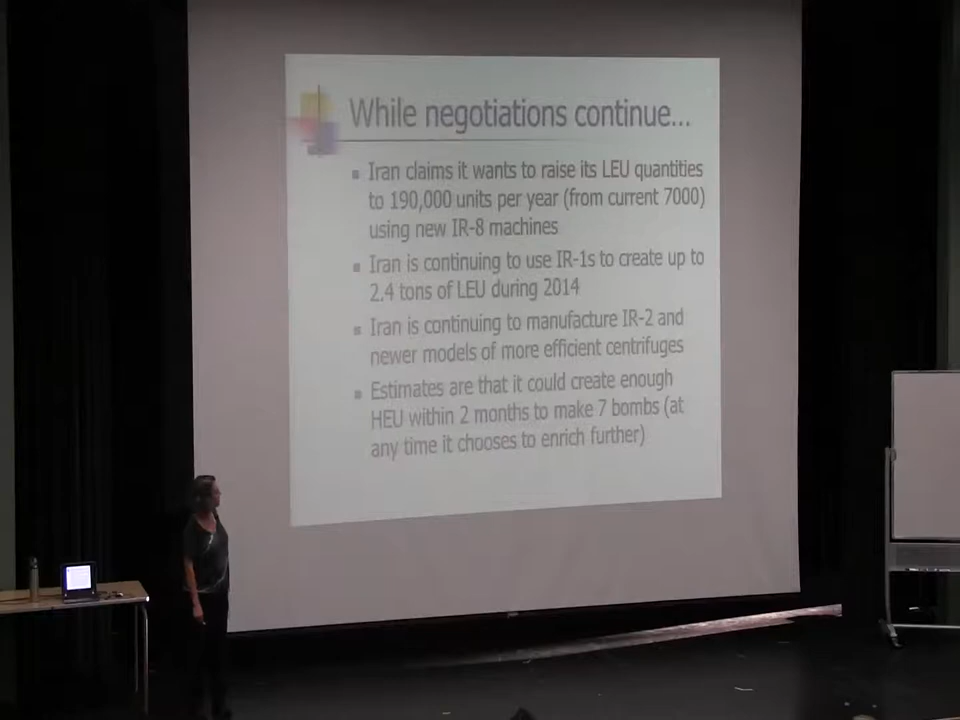 While negotiations continue...
Iran claims it wants to raise its LEU quantities
to 190,000 units per year (from current 7000)
using new IR-8 machines
Iran is continuing to use IR-1s to create up to
2.4 tons of LEU during 2014
Iran is continuing to manufacture IR-2 and
newer models of more efficient centrifuges
Estimates are that it could create enough
HEU within 2 months to make 7 bombs (at
any time it chooses to enrich further)